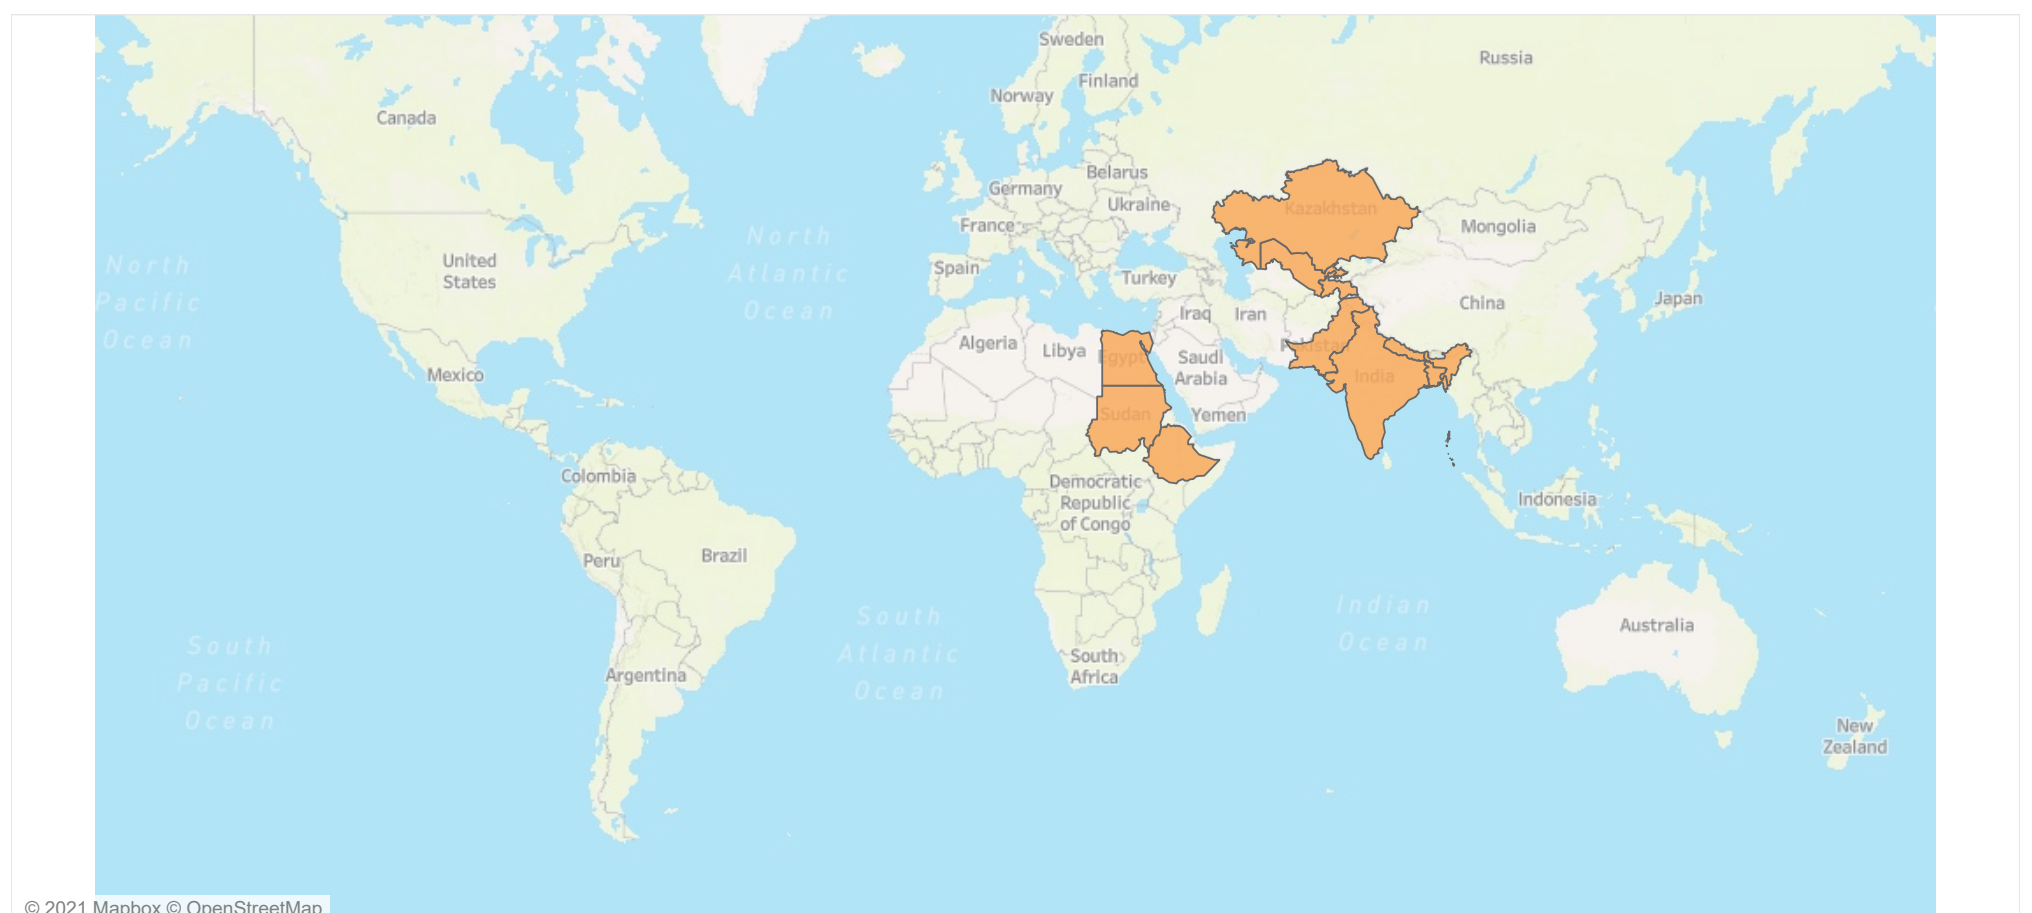 Sweden
Russia
Finland
Norway
Canada
Belarus
Germany
Ukraine
Kazakhstan
France
Mongolia
North
Atlantic
Ocean
North
Pacific
Ocean
United
States
Spain
Turkey
China
Japan
Iraq
Iran
Algeria
Libya
Egypt
Saudi
Arabia
Pakistan
India
Mexico
Sudan
Yemen
Colombia
Democratic
Republic
of Congo
Indonesia
Peru
Brazil
South
Atlantic
Ocean
Indian
Ocean
Australia
South
Pacific
Ocean
Argentina
South
Africa
New
Zealand
© 2021 Mapbox © OpenStreetMap